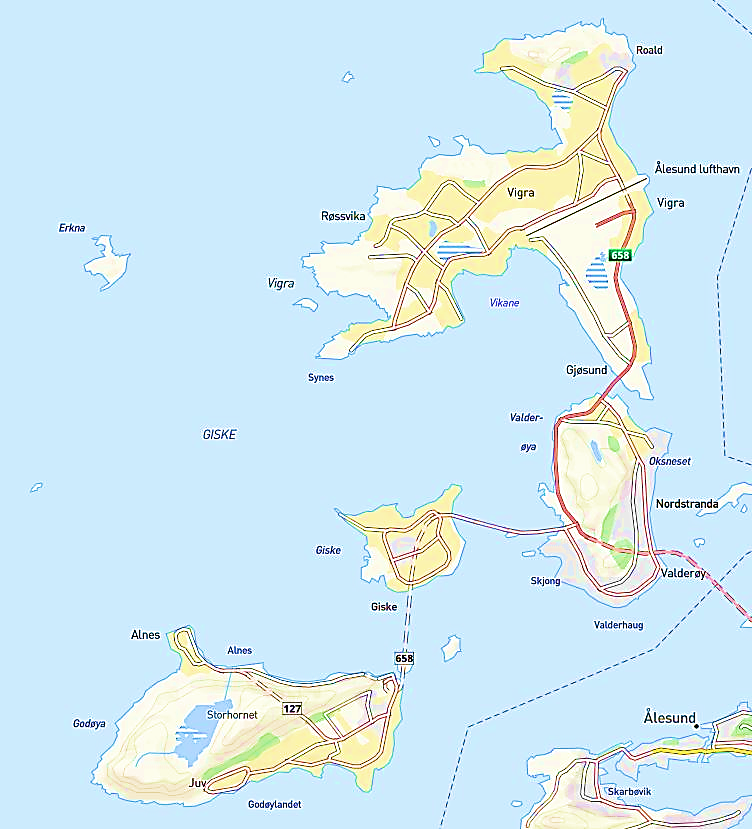 Roald
Ålesund lufthavn
Vigra
Vigra
Røssvika
Erkna
658
Vigra
Vikane
Gjøsund
Synes
Valder-
øya
GISKE
Oksneset
Nordstranda
Giske
Skjong
Valderøy
Giske
Valderhaug
Alnes
Alnes
658
127
Storhornet
Godøya
Ålesund
Juv
Godøylandet
Skarbøvik